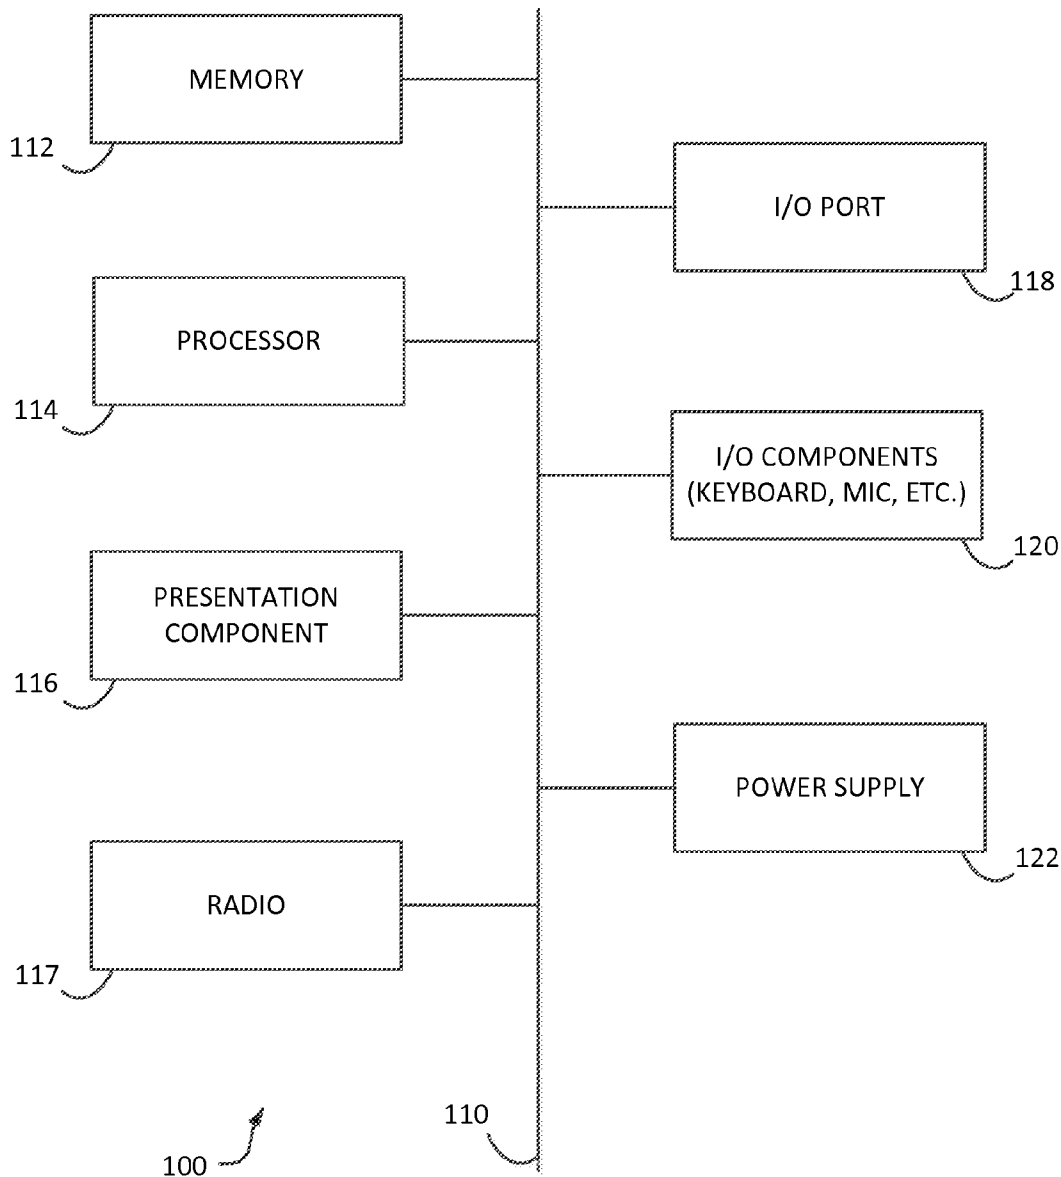 MEMORY
112
I/O PORT
118
PROCESSOR
114
I/O COMPONENTS
(KEYBOARD, MIC, ETC.)
120
PRESENTATION
COMPONENT
116
POWER SUPPLY
122
RADIO
117
110
100